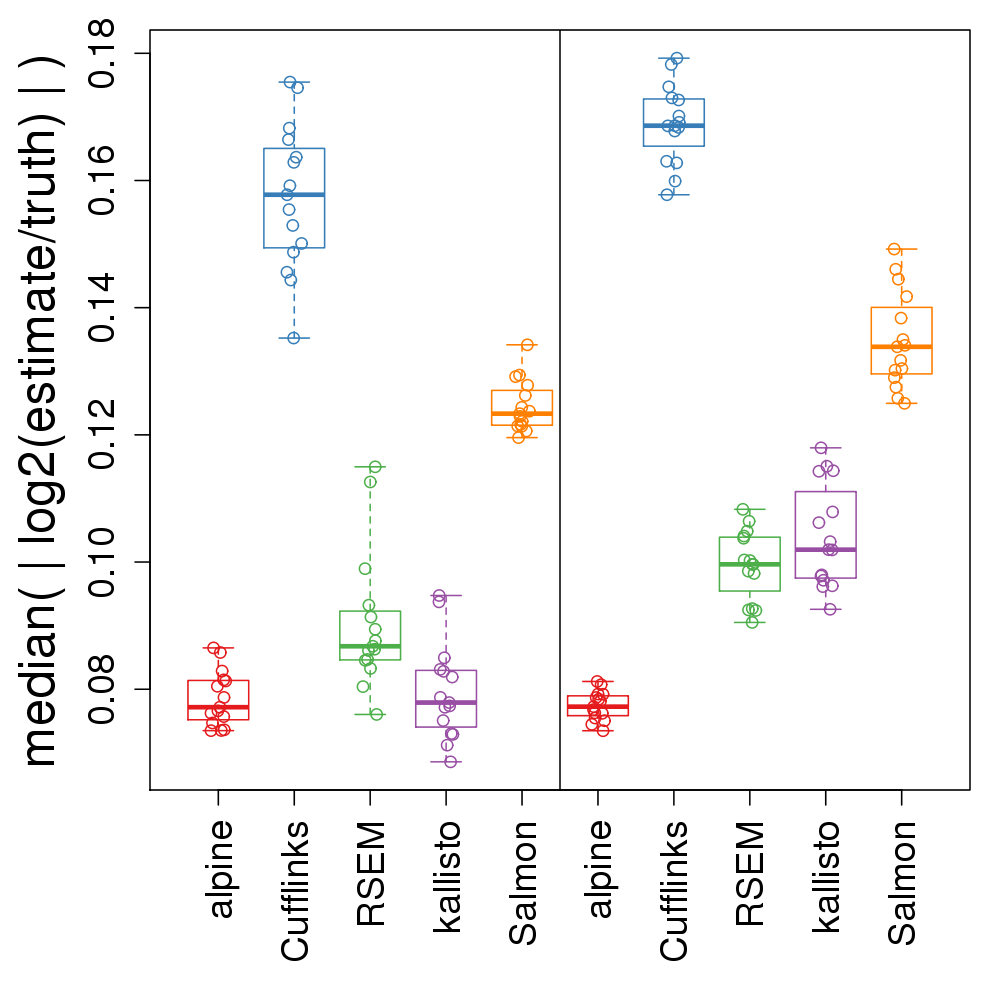 median( | log2(estimate/truth) | )
0.18
0.16
0.14
0.12
0.10
0.08
alpine
Cufflinks
RSEM
kallisto
Salmon
alpine
Cufflinks
RSEM
kallisto
Salmon